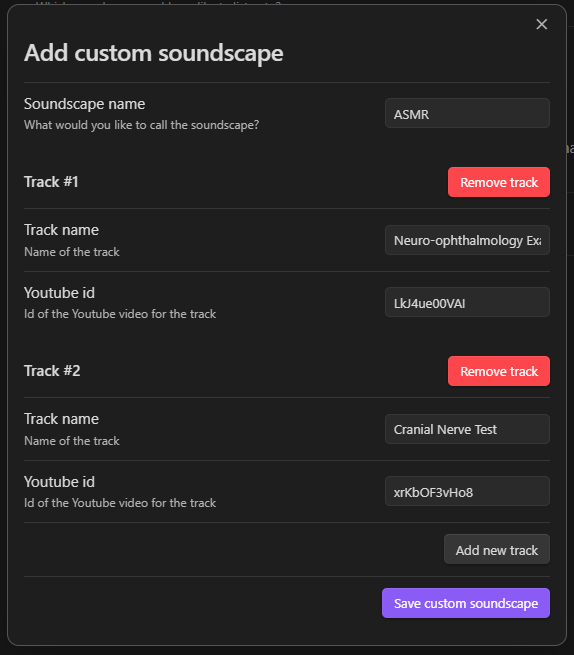 Add custom soundscape
Soundscape name
What would you like to call the soundscape?
ASMR
Track #1
Remove track
Track name
Name of the track
Neuro-ophthalmology Exa
Youtube id
Id of the Youtube video for the track
LkJ4ue00VAI
Track #2
Remove track
Track name
Name of the track
Cranial Nerve Test
Youtube id
Id of the Youtube video for the track
xrKbOF3vHo8
Add new track
Save custom soundscape